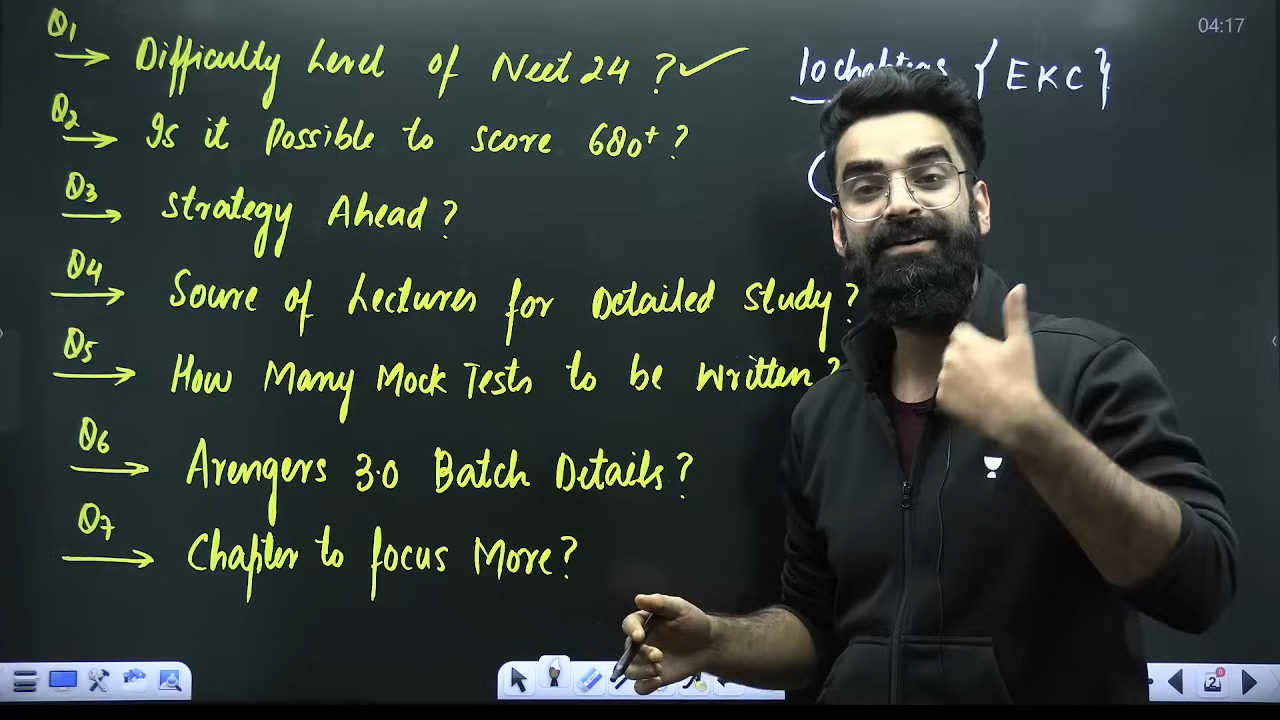 04:17
Q1 → Difficulty Level of Neet 24 ? ✓
10 chapters {EKC}
Q2 → Is it Possible to score 680+ ?
Q3 → Strategy Ahead ?
Q4 → Soure of Lectures for Detailed Study ?
Q5 → How Many Mock Tests to be written ?
Q6 → Avengers 3.0 Batch Details ?
Q7 → Chapter to focus More ?
2